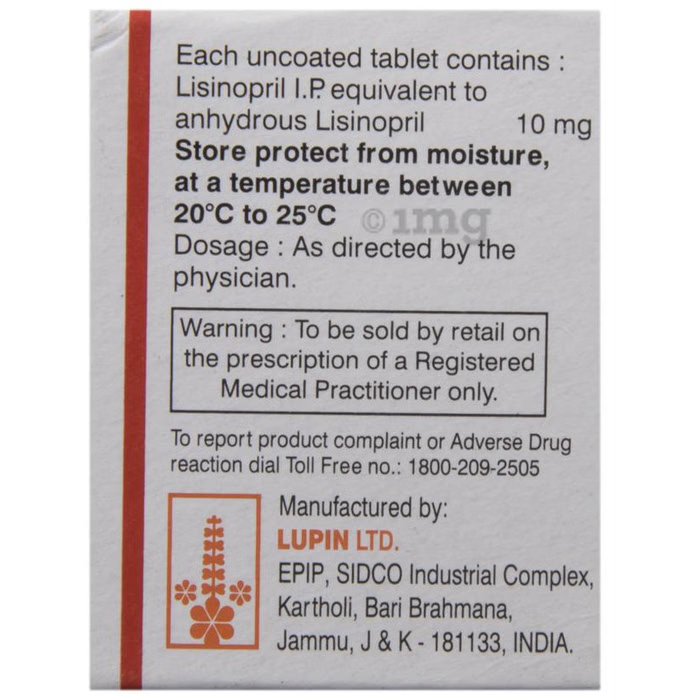 Each uncoated tablet contains :
Lisinopril I.P. equivalent to
anhydrous Lisinopril 10 mg
Store protect from moisture,
at a temperature between
20°C to 25°C
© 1mg
Dosage : As directed by the
physician.
Warning : To be sold by retail on
the prescription of a Registered
Medical Practitioner only.
To report product complaint or Adverse Drug
reaction dial Toll Free no.: 1800-209-2505
Manufactured by:
LUPIN LTD.
EPIP, SIDCO Industrial Complex,
Kartholi, Bari Brahmana,
Jammu, J & K - 181133, INDIA.